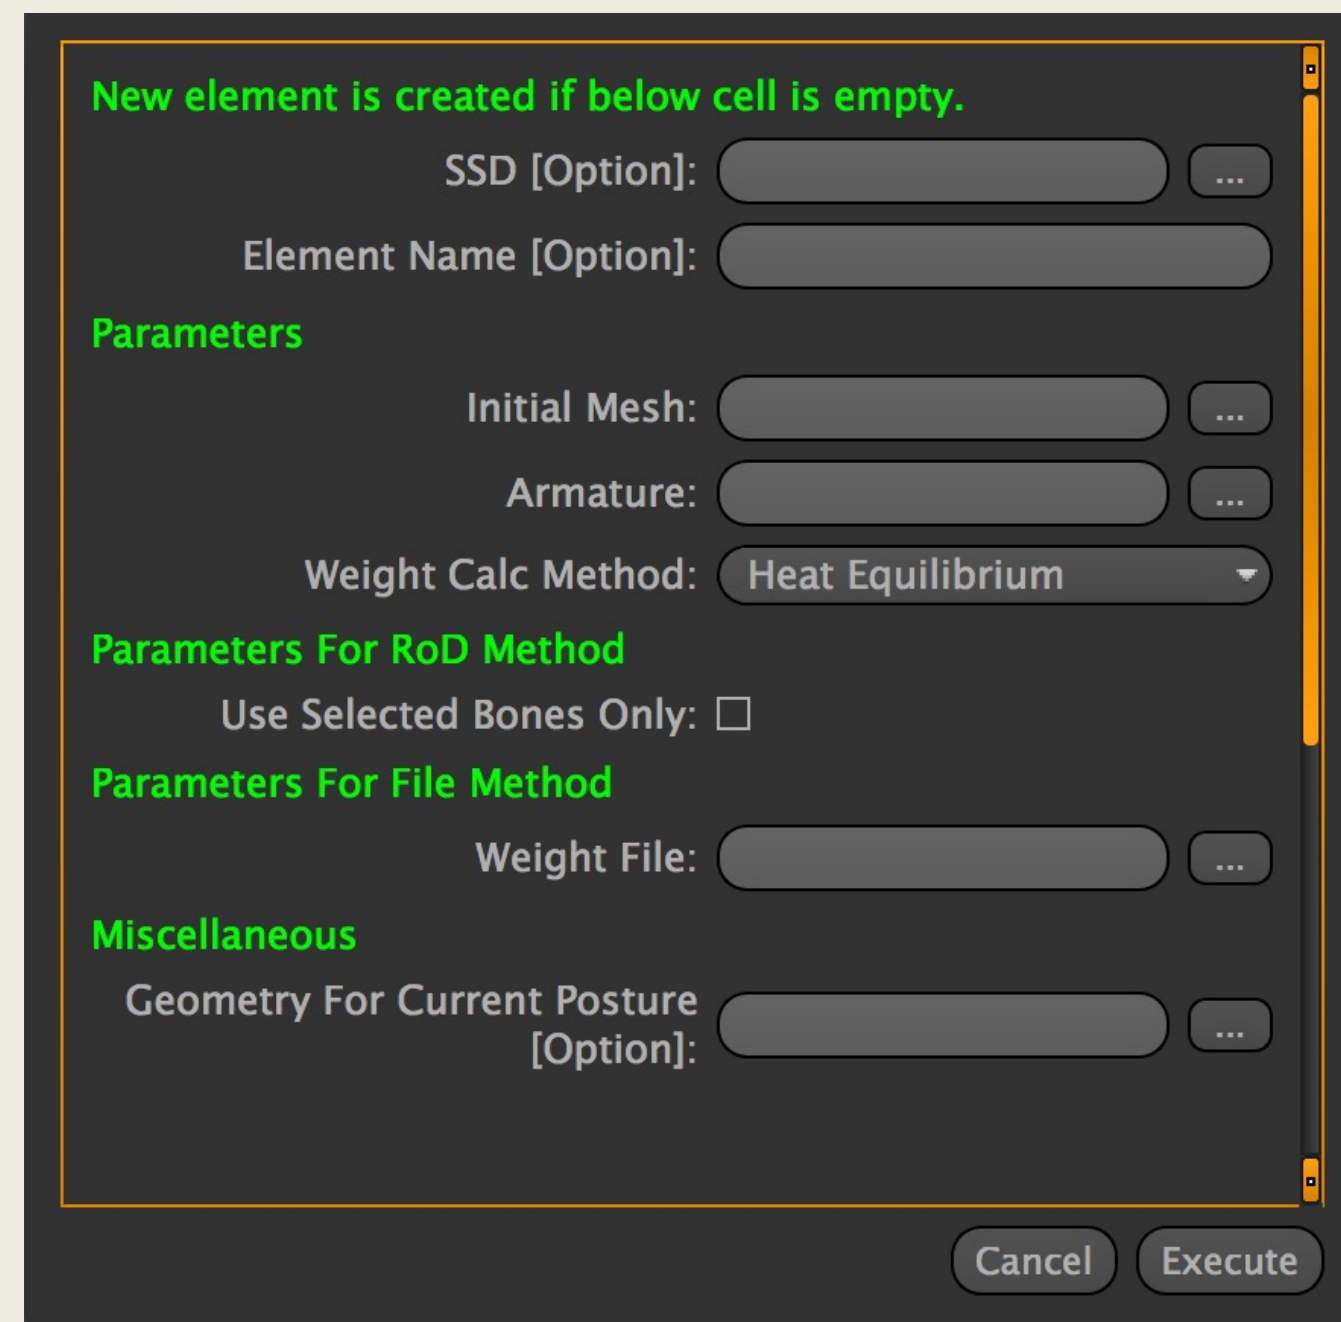 New element is created if below cell is empty.
SSD [Option]: ...
Element Name [Option]:
Parameters
Initial Mesh: ...
Armature: ...
Weight Calc Method: Heat Equilibrium
Parameters For RoD Method
Use Selected Bones Only:
Parameters For File Method
Weight File: ...
Miscellaneous
Geometry For Current Posture
[Option]: ...
Cancel Execute